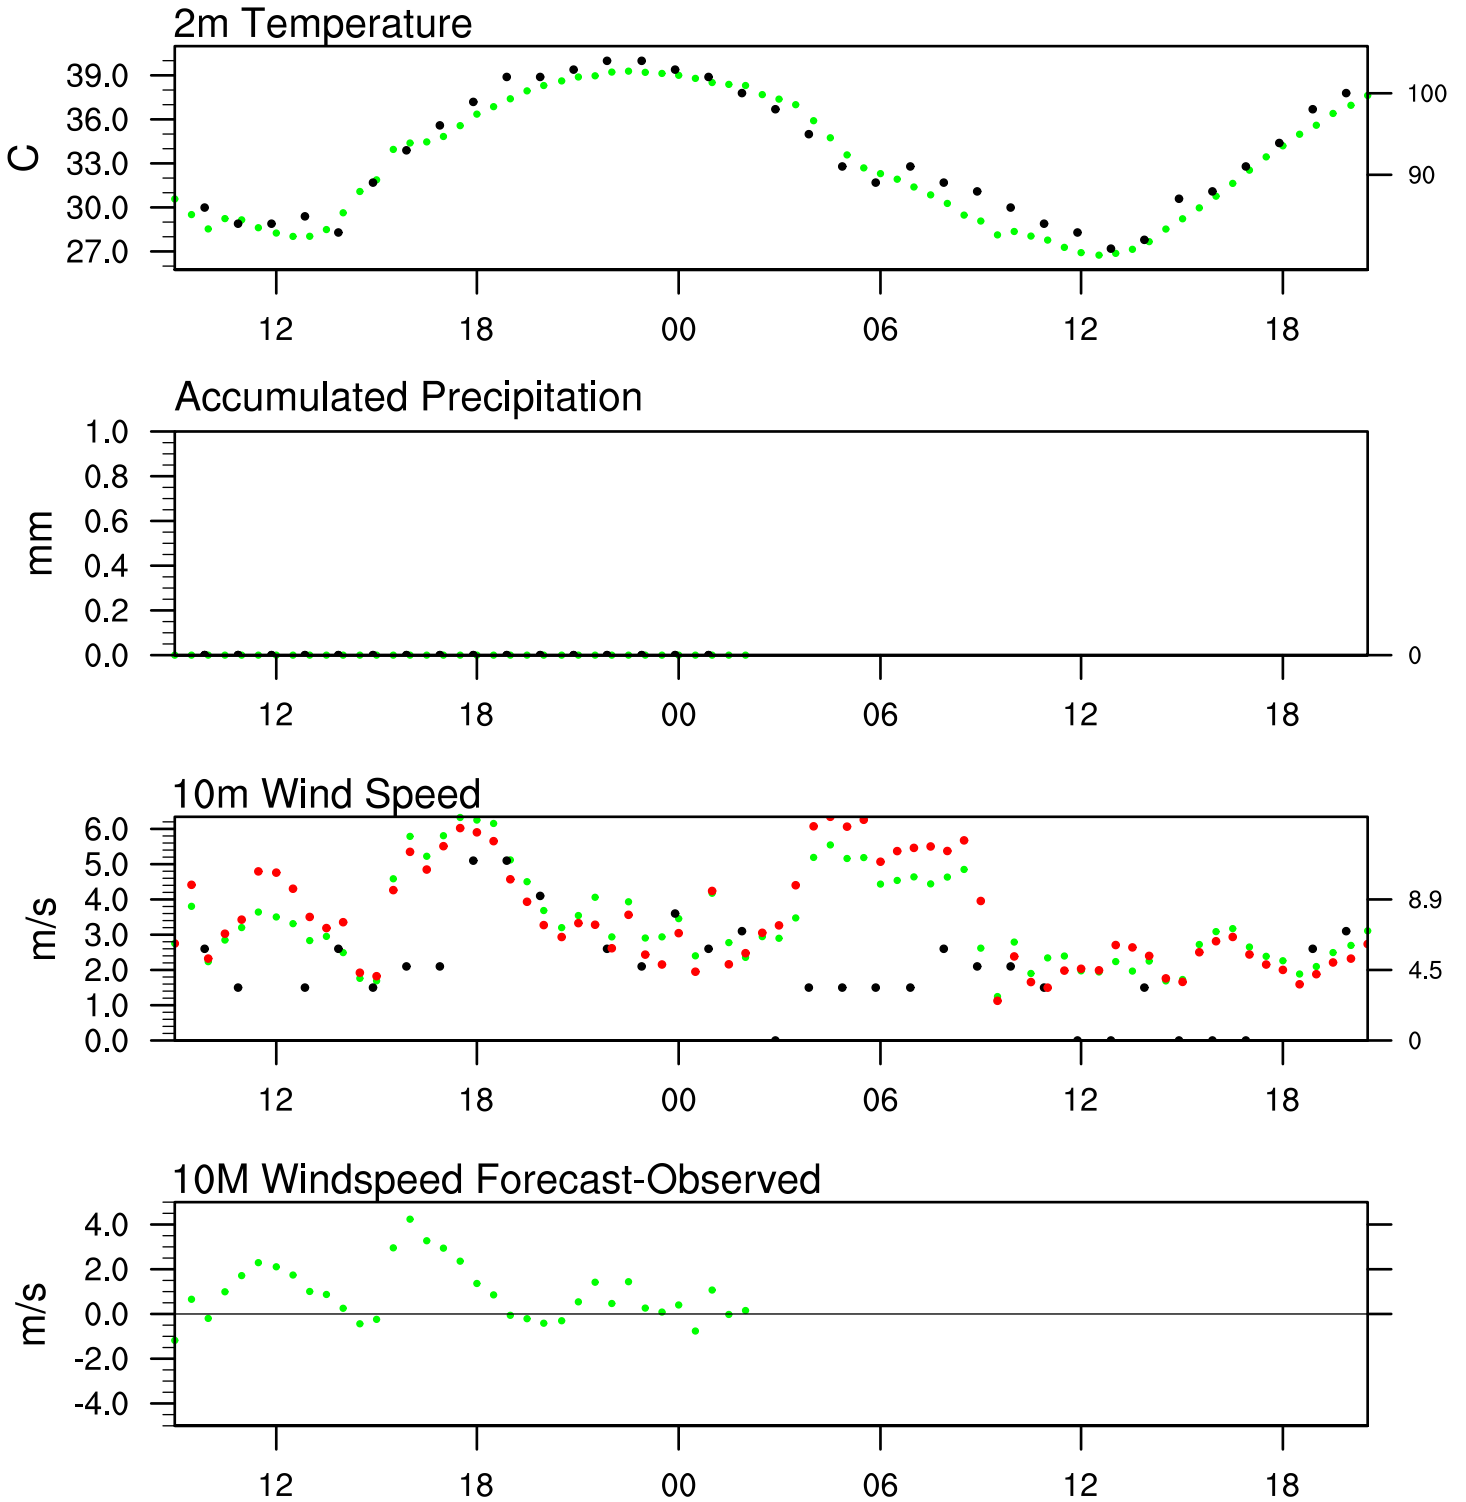 2m Temperature
39.0
36.0
33.0
30.0
27.0
C
100
90
12 18 00 06 12 18
Accumulated Precipitation
1.0
0.8
0.6
0.4
0.2
0.0
mm
0
12 18 00 06 12 18
10m Wind Speed
6.0
5.0
4.0
3.0
2.0
1.0
0.0
m/s
8.9
4.5
0
12 18 00 06 12 18
10M Windspeed Forecast-Observed
4.0
2.0
0.0
-2.0
-4.0
m/s
12 18 00 06 12 18